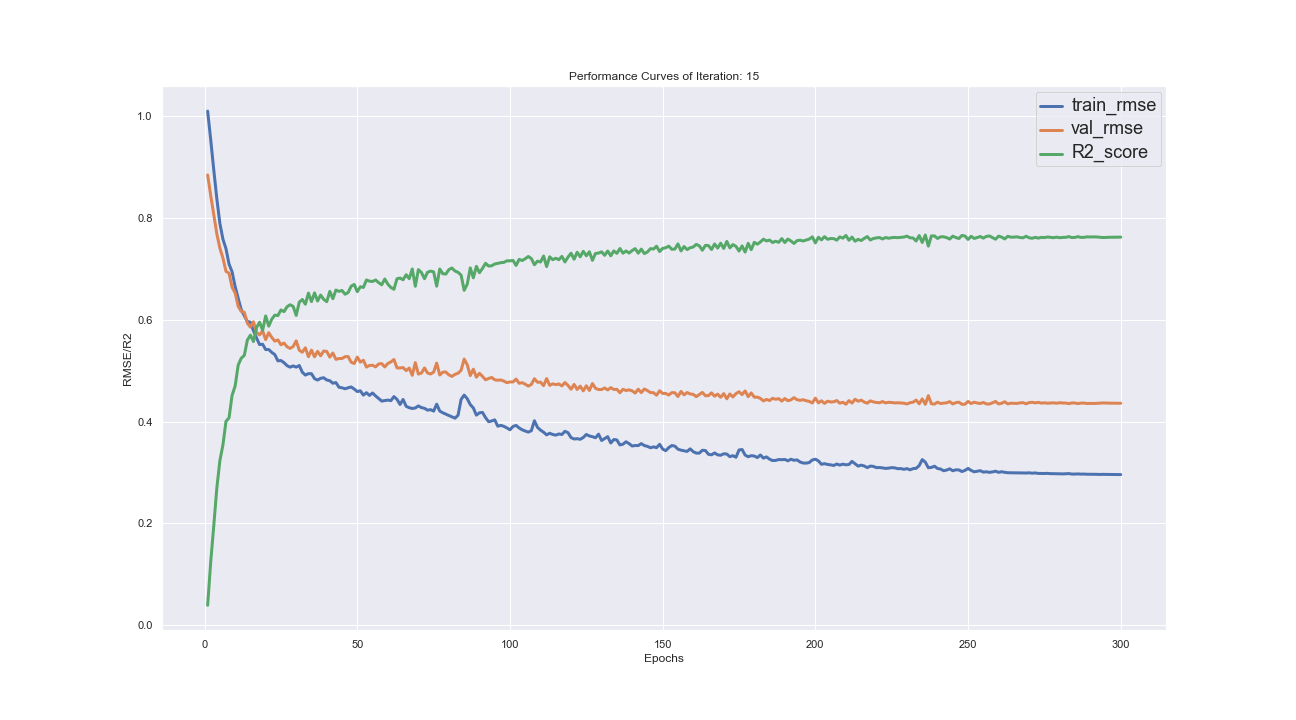 Performance Curves of Iteration: 15
train_rmse
val_rmse
R2_score
RMSE/R2
1.0
0.8
0.6
0.4
0.2
0.0
0 50 100 150 200 250 300
Epochs